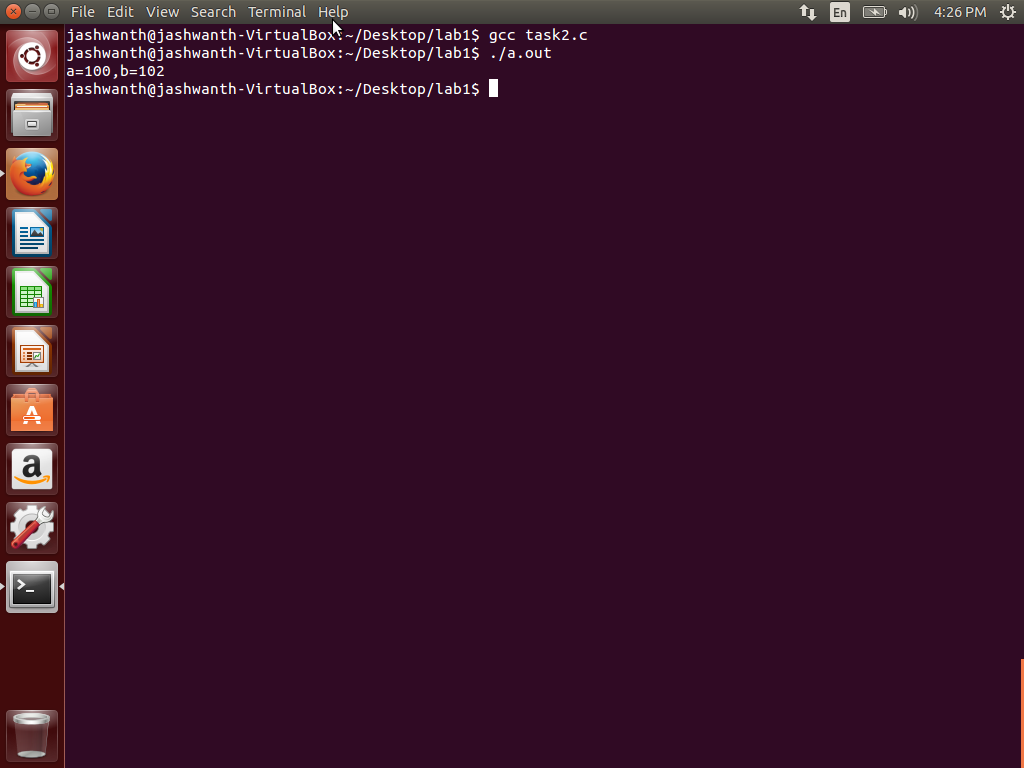 File Edit View Search Terminal Help En 4:26 PM
jashwanth@jashwanth-VirtualBox:~/Desktop/lab1$ gcc task2.c
jashwanth@jashwanth-VirtualBox:~/Desktop/lab1$ ./a.out
a=100,b=102
jashwanth@jashwanth-VirtualBox:~/Desktop/lab1$